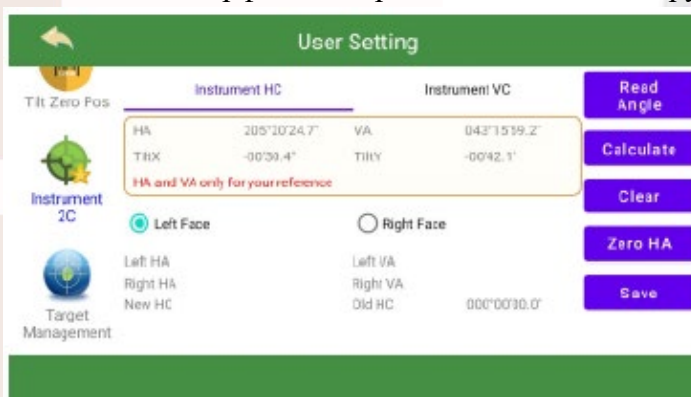 User Setting
Tilt Zero Pos
Instrument 2C
Target Management
Instrument HC
Instrument VC
HA 205°20'24.7" VA 043°15'59.2"
TiltX -00'30.4" TiltY -00'42.1"
HA and VA only for your reference
Left Face Right Face
Left HA Left VA
Right HA Right VA
New HC Old HC 000°00'00.0"
Read Angle
Calculate
Clear
Zero HA
Save